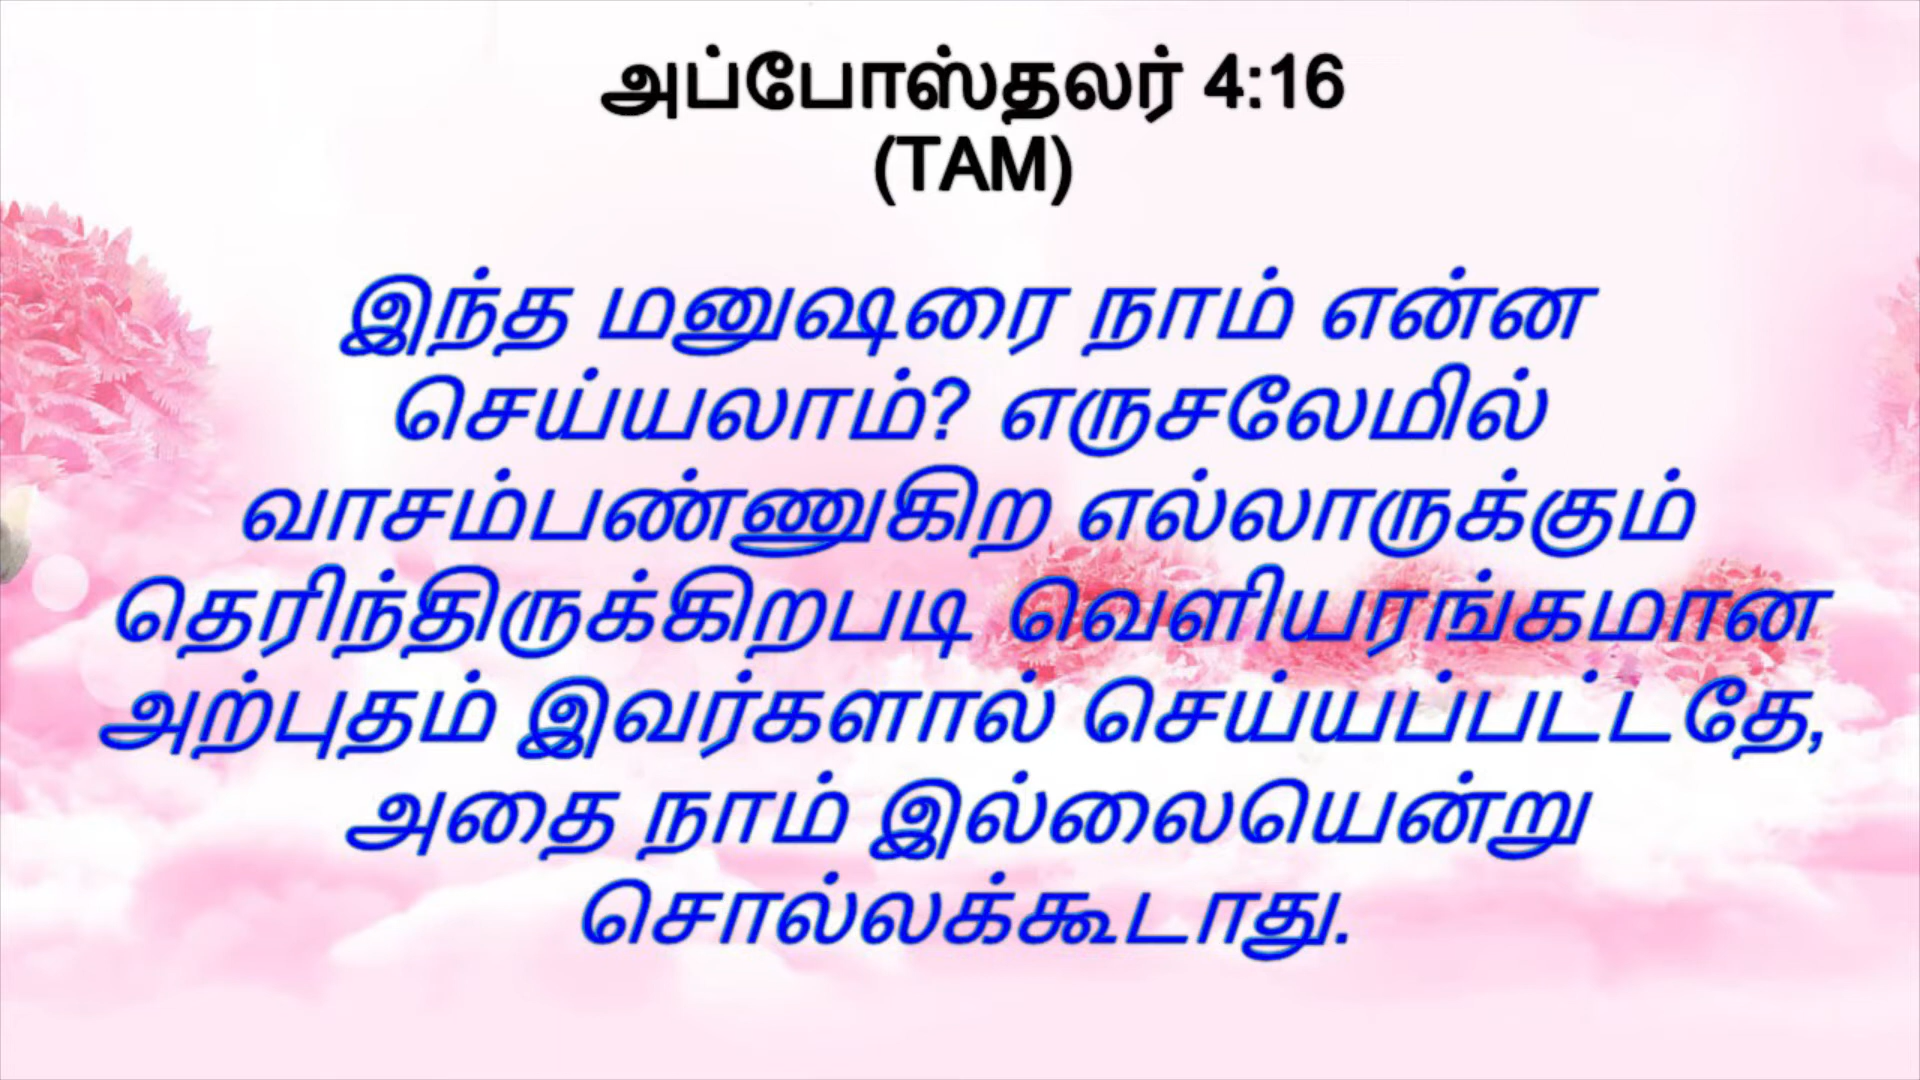 அப்போஸ்தலர் 4:16
(TAM)
இந்த மனுஷரை நாம் என்ன
செய்யலாம்? எருசலேமில்
வாசம்பண்ணுகிற எல்லாருக்கும்
தெரிந்திருக்கிறபடி வெளியரங்கமான
அற்புதம் இவர்களால் செய்யப்பட்டதே,
அதை நாம் இல்லையென்று
சொல்லக்கூடாது.